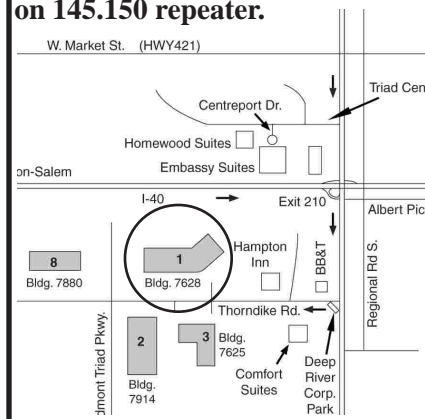 on 145.150 repeater.
W. Market St. (HWY421)
Triad Cen
Centreport Dr.
Homewood Suites
Embassy Suites
on-Salem
I-40
Exit 210
Albert Pic
8
Bldg. 7880
1
Bldg. 7628
Hampton
Inn
BB&T
Regional Rd S.
Thorndike Rd.
dmont Triad Pkwy.
2
Bldg.
7914
3
Bldg.
7625
Comfort
Suites
Deep
River
Corp.
Park